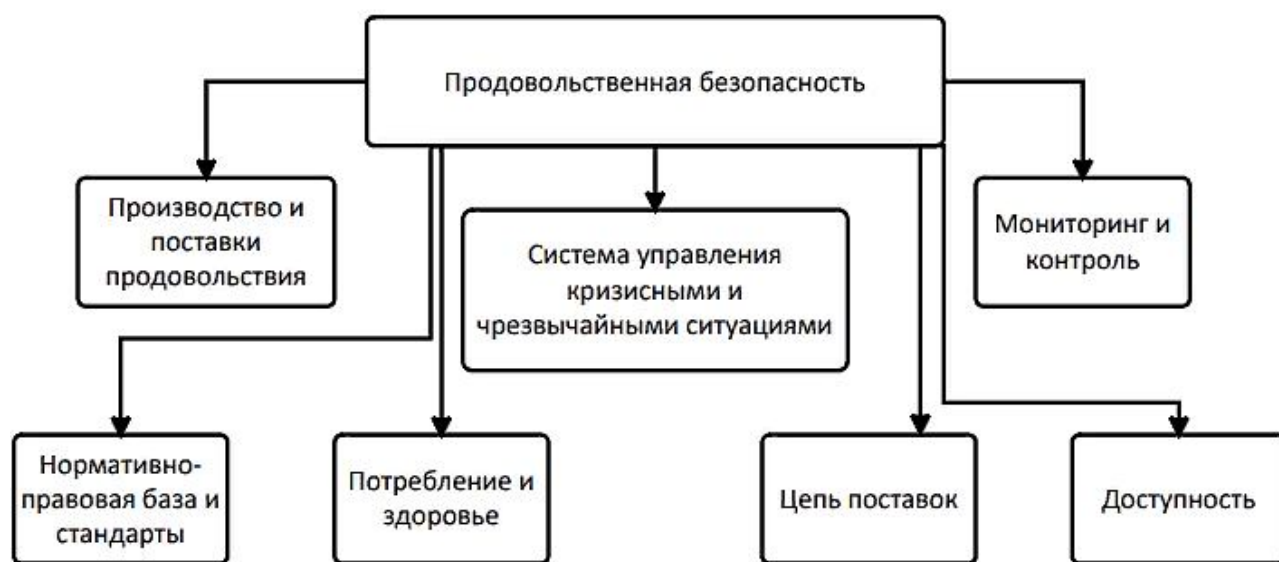 Продовольственная безопасность
Производство и
поставки
продовольствия
Система управления
кризисными и
чрезвычайными ситуациями
Мониторинг и
контроль
Нормативно-
правовая база и
стандарты
Потребление и
здоровье
Цепь поставок
Доступность